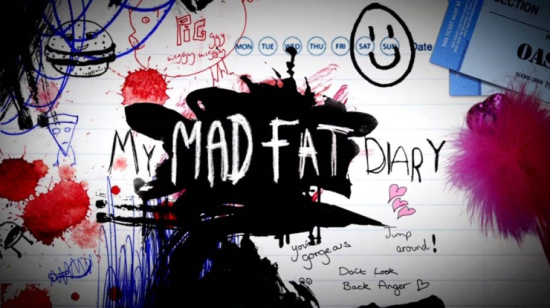 PIG
MON TUE WED THU FRI SAT SUN Date
SECTION
OAS
MY MAD FAT DIARY
you're
gorgeous
Jump
around!
Don't Look
Back Anger